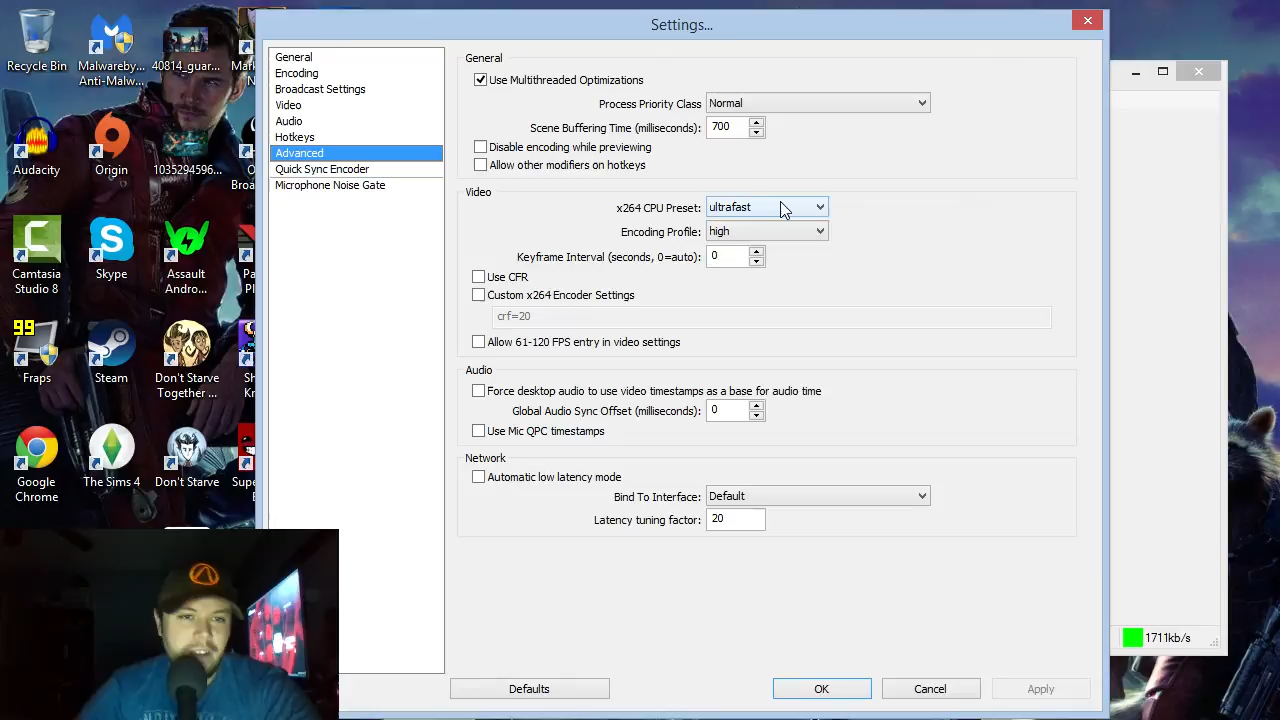 Settings...
Recycle Bin
Malwareby...
Anti-Malw...
40814_guar...
Audacity
Origin
1035294596...
Camtasia
Studio 8
Skype
Assault
Andro...
99
Fraps
Steam
Don't Starve
Together ...
Google
Chrome
The Sims 4
Don't Starve
General
Encoding
Broadcast Settings
Video
Audio
Hotkeys
Advanced
Quick Sync Encoder
Microphone Noise Gate
General
Use Multithreaded Optimizations
Process Priority Class Normal
Scene Buffering Time (milliseconds): 700
Disable encoding while previewing
Allow other modifiers on hotkeys
Video
x264 CPU Preset: ultrafast
Encoding Profile: high
Keyframe Interval (seconds, 0=auto): 0
Use CFR
Custom x264 Encoder Settings
crf=20
Allow 61-120 FPS entry in video settings
Audio
Force desktop audio to use video timestamps as a base for audio time
Global Audio Sync Offset (milliseconds): 0
Use Mic QPC timestamps
Network
Automatic low latency mode
Bind To Interface: Default
Latency tuning factor: 20
Defaults
OK
Cancel
Apply
1711kb/s